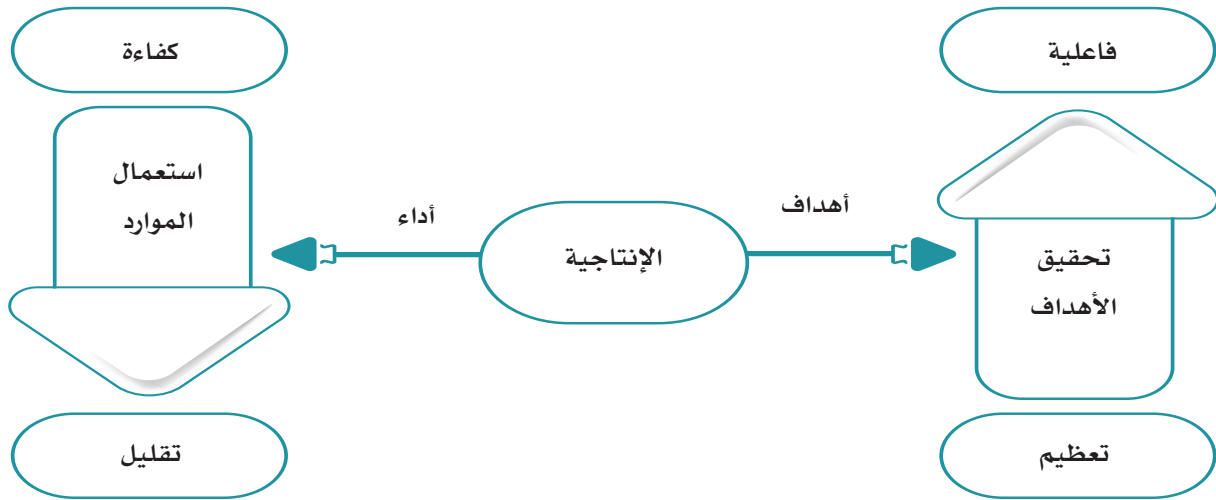 فاعلية
كفاءة
تحقيق
الأهداف
أهداف
الإنتاجية
أداء
استعمال
الموارد
تعظيم
تقليل